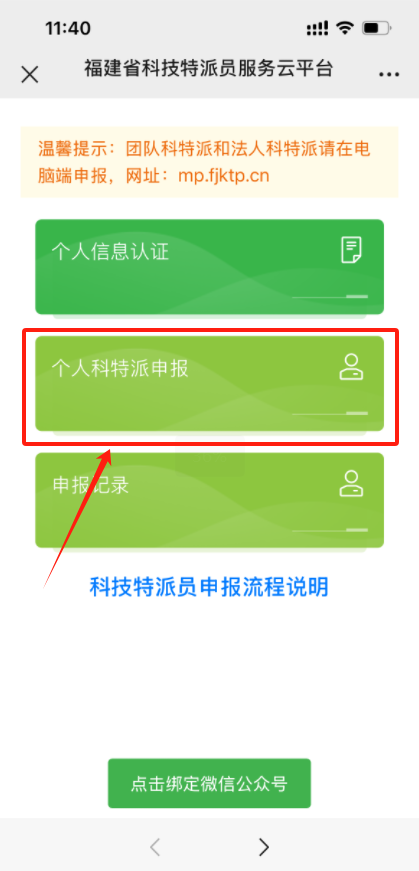 11:40
福建省科技特派员服务云平台
温馨提示：团队科特派和法人科特派请在电
脑端申报，网址：mp.fjktp.cn
个人信息认证
个人科特派申报
申报记录
科技特派员申报流程说明
点击绑定微信公众号